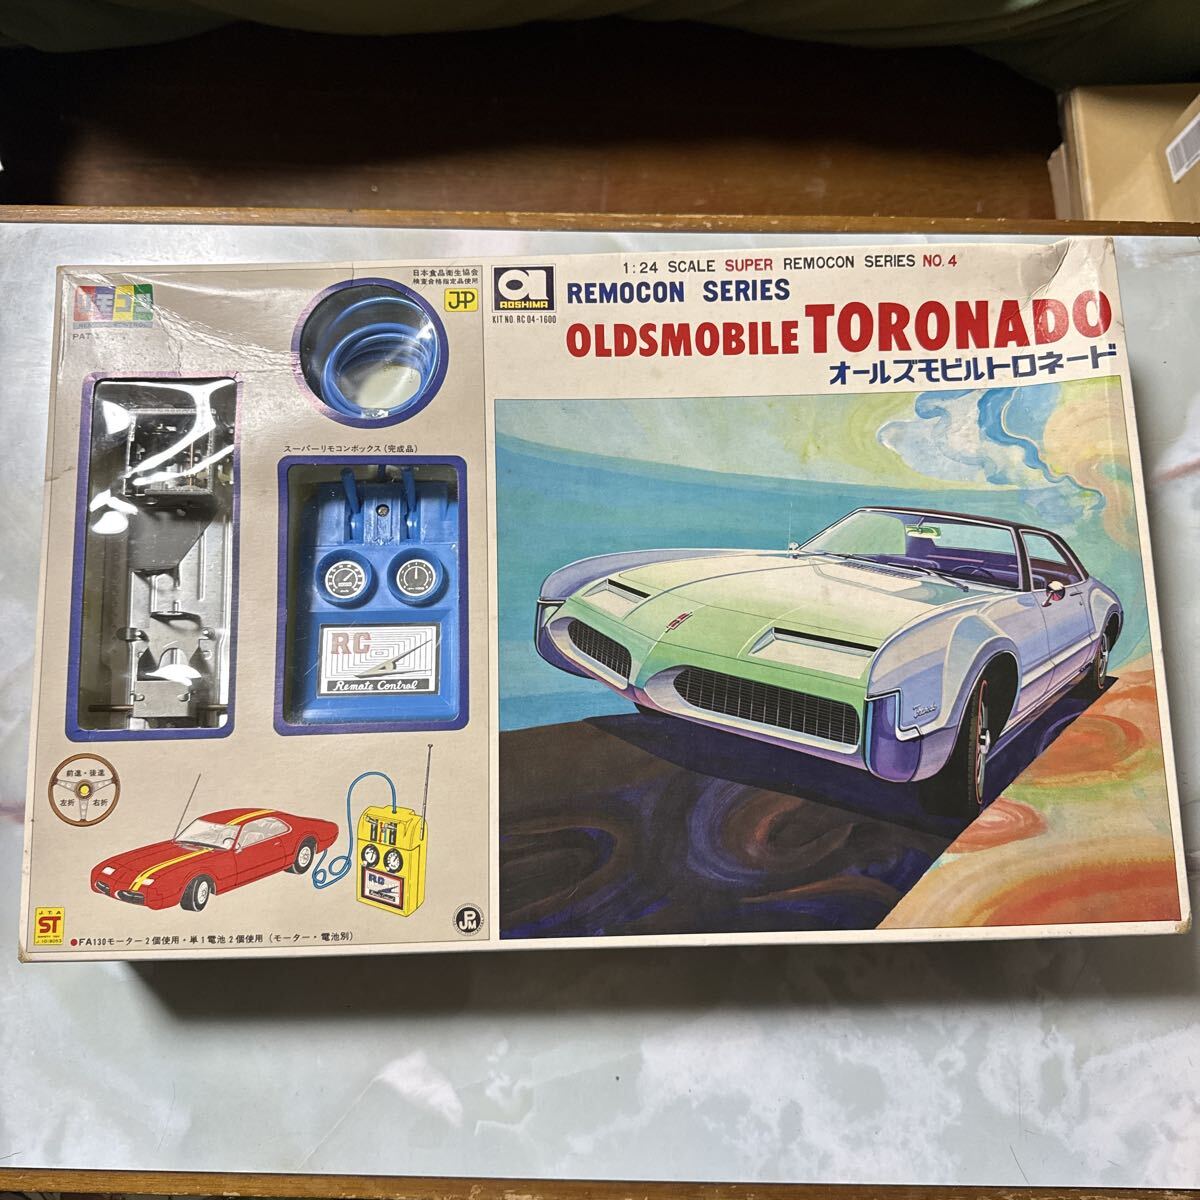 リモコン
REMOTE CONTROL
日本食品衛生協会
検査合格指定品使用
JP
AOSHIMA
KIT NO. RC 04-1600
1:24 SCALE SUPER REMOCON SERIES NO. 4
REMOCON SERIES
OLDSMOBILE TORONADO
オールズモビルトロネード
スーパーリモコンボックス(完成品)
RC
Remote Control
Toronado
前進・後進
左折
右折
RC
J.T.A
ST
JPM
●FA130モーター2個使用・単1電池2個使用(モーター・電池別)